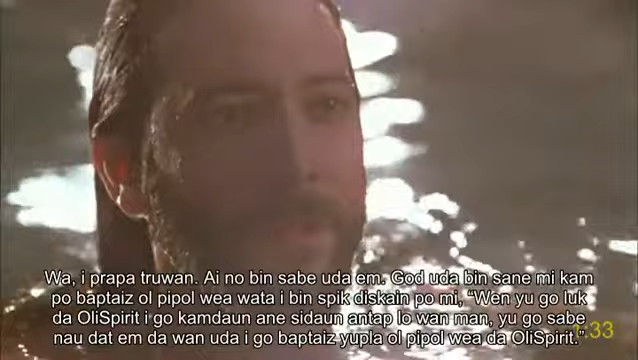 Wa, i prapa truwan. Ai no bin sabe uda em. God uda bin sane mi kam
po baptaiz ol pipol wea wata i bin spik diskain po mi, “Wen yu go luk
da OliSpirit i go kamdaun ane sidaun antap lo wan man, yu go sabe
nau dat em da wan uda i go baptaiz yupla ol pipol wea da OliSpirit.”
:33